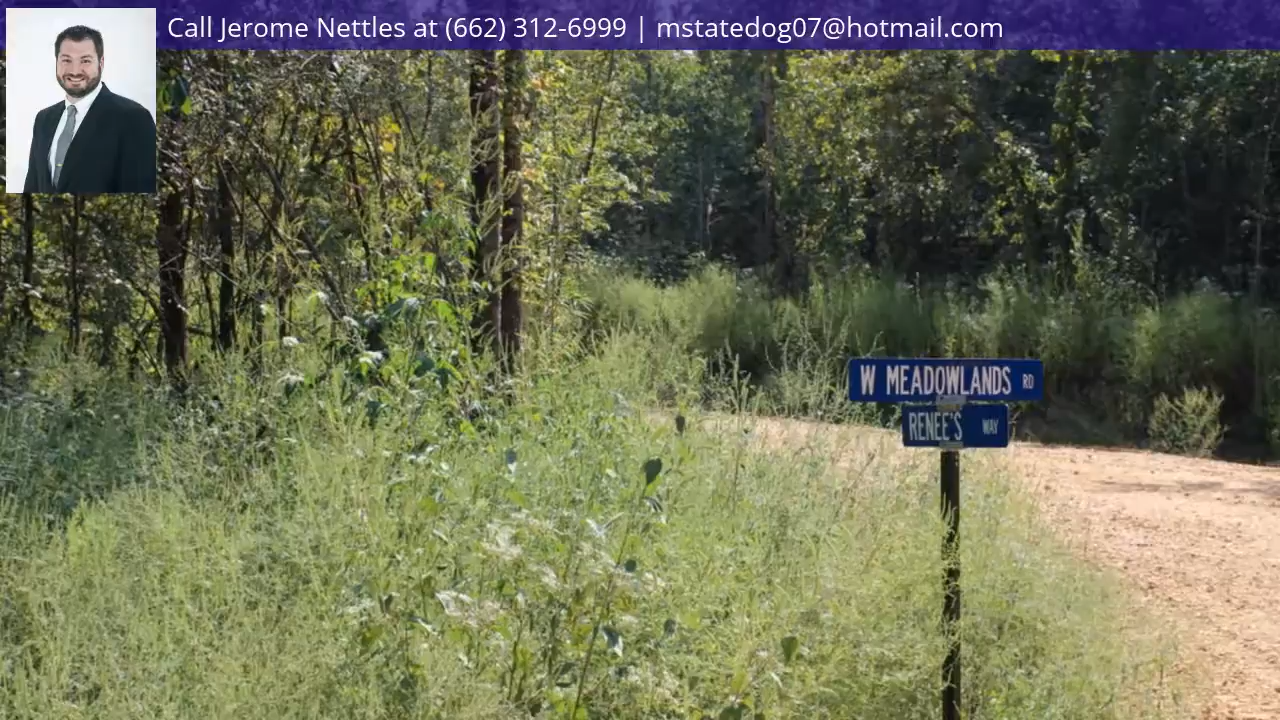 Call Jerome Nettles at (662) 312-6999 | mstatedog07@hotmail.com
W MEADOWLANDS RD
RENEE'S WAY